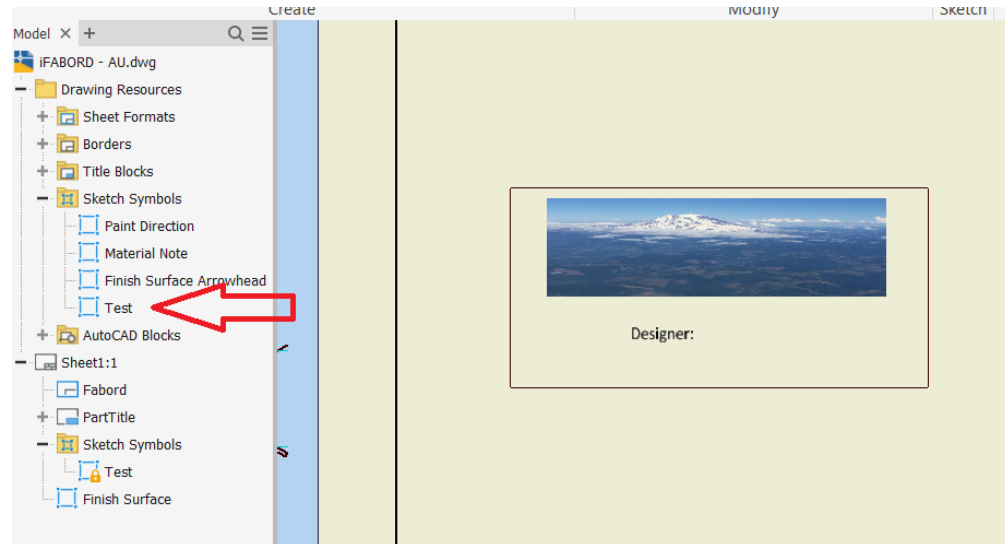 Create
Modify
Sketch
Model × +
iFABORD - AU.dwg
Drawing Resources
Sheet Formats
Borders
Title Blocks
Sketch Symbols
Paint Direction
Material Note
Finish Surface Arrowhead
Test
AutoCAD Blocks
Sheet1:1
Fabord
PartTitle
Sketch Symbols
Test
Finish Surface
Designer: